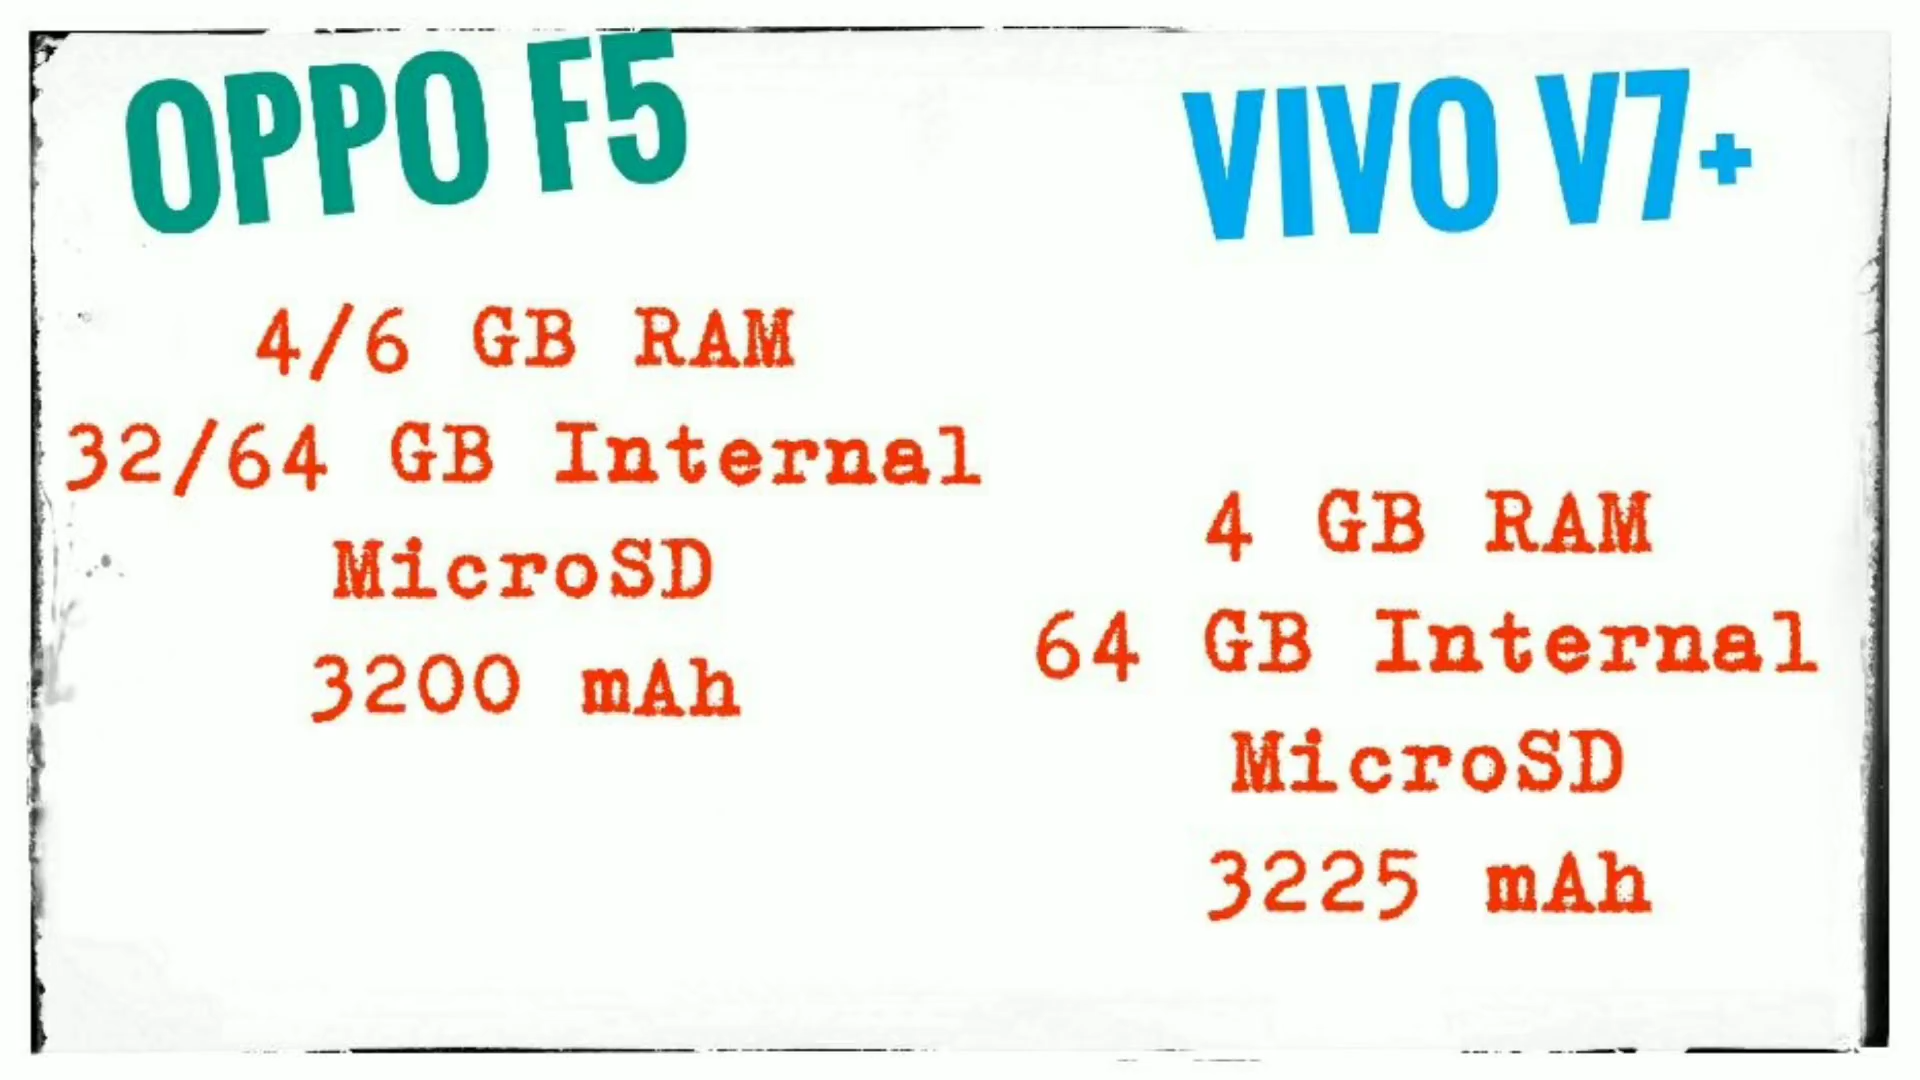 OPPO F5
4/6 GB RAM
32/64 GB Internal
MicroSD
3200 mAh
VIVO V7+
4 GB RAM
64 GB Internal
MicroSD
3225 mAh